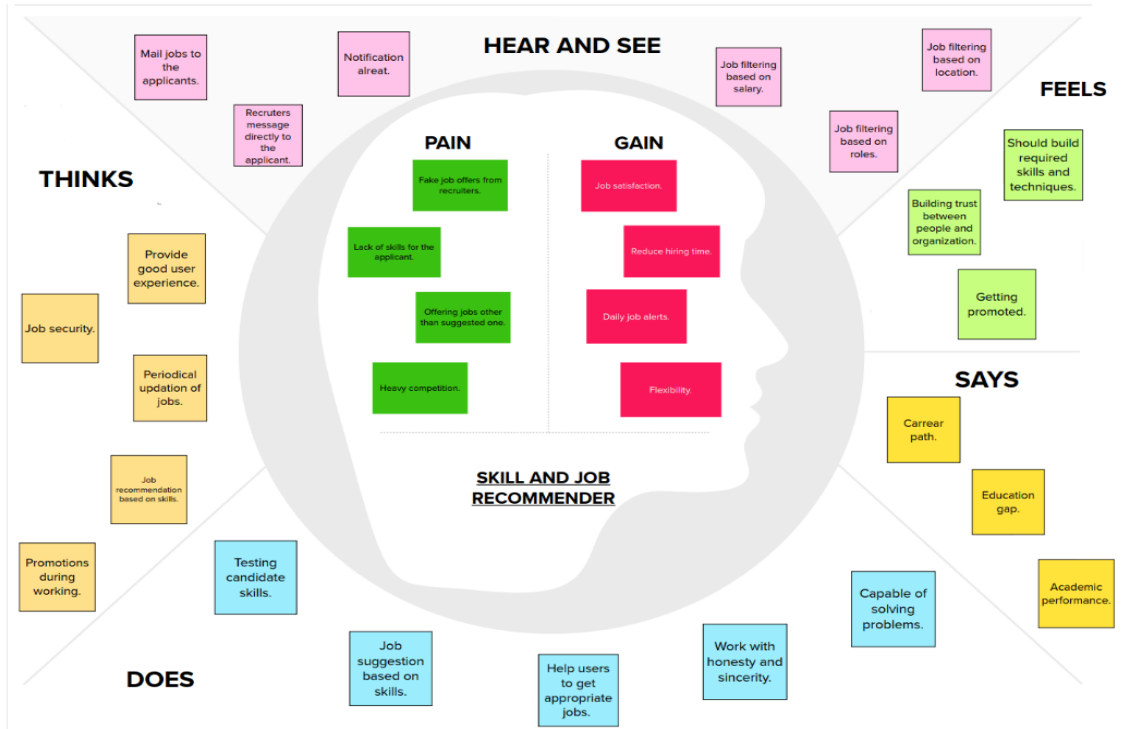 HEAR AND SEE
Mail jobs to
the
applicants.
Notification
alreat.
Recruters
message
directly to
the
applicant.
Job filtering
based on
salary.
Job filtering
based on
location.
Job filtering
based on
roles.
FEELS
Should build
required
skills and
techniques.
Building trust
between
people and
organization.
Getting
promoted.
THINKS
Provide
good user
experience.
Job security.
Periodical
updation of
jobs.
Job
recommendation
based on skills.
Promotions
during
working.
PAIN
Fake job offers from
recruiters.
Lack of skills for the
applicant.
Offering jobs other
than suggested one.
Heavy competition.
GAIN
Job satisfaction.
Reduce hiring time.
Daily job alerts.
Flexibility.
SKILL AND JOB
RECOMMENDER
SAYS
Carrear
path.
Education
gap.
Academic
performance.
DOES
Testing
candidate
skills.
Job
suggestion
based on
skills.
Help users
to get
appropriate
jobs.
Work with
honesty and
sincerity.
Capable of
solving
problems.